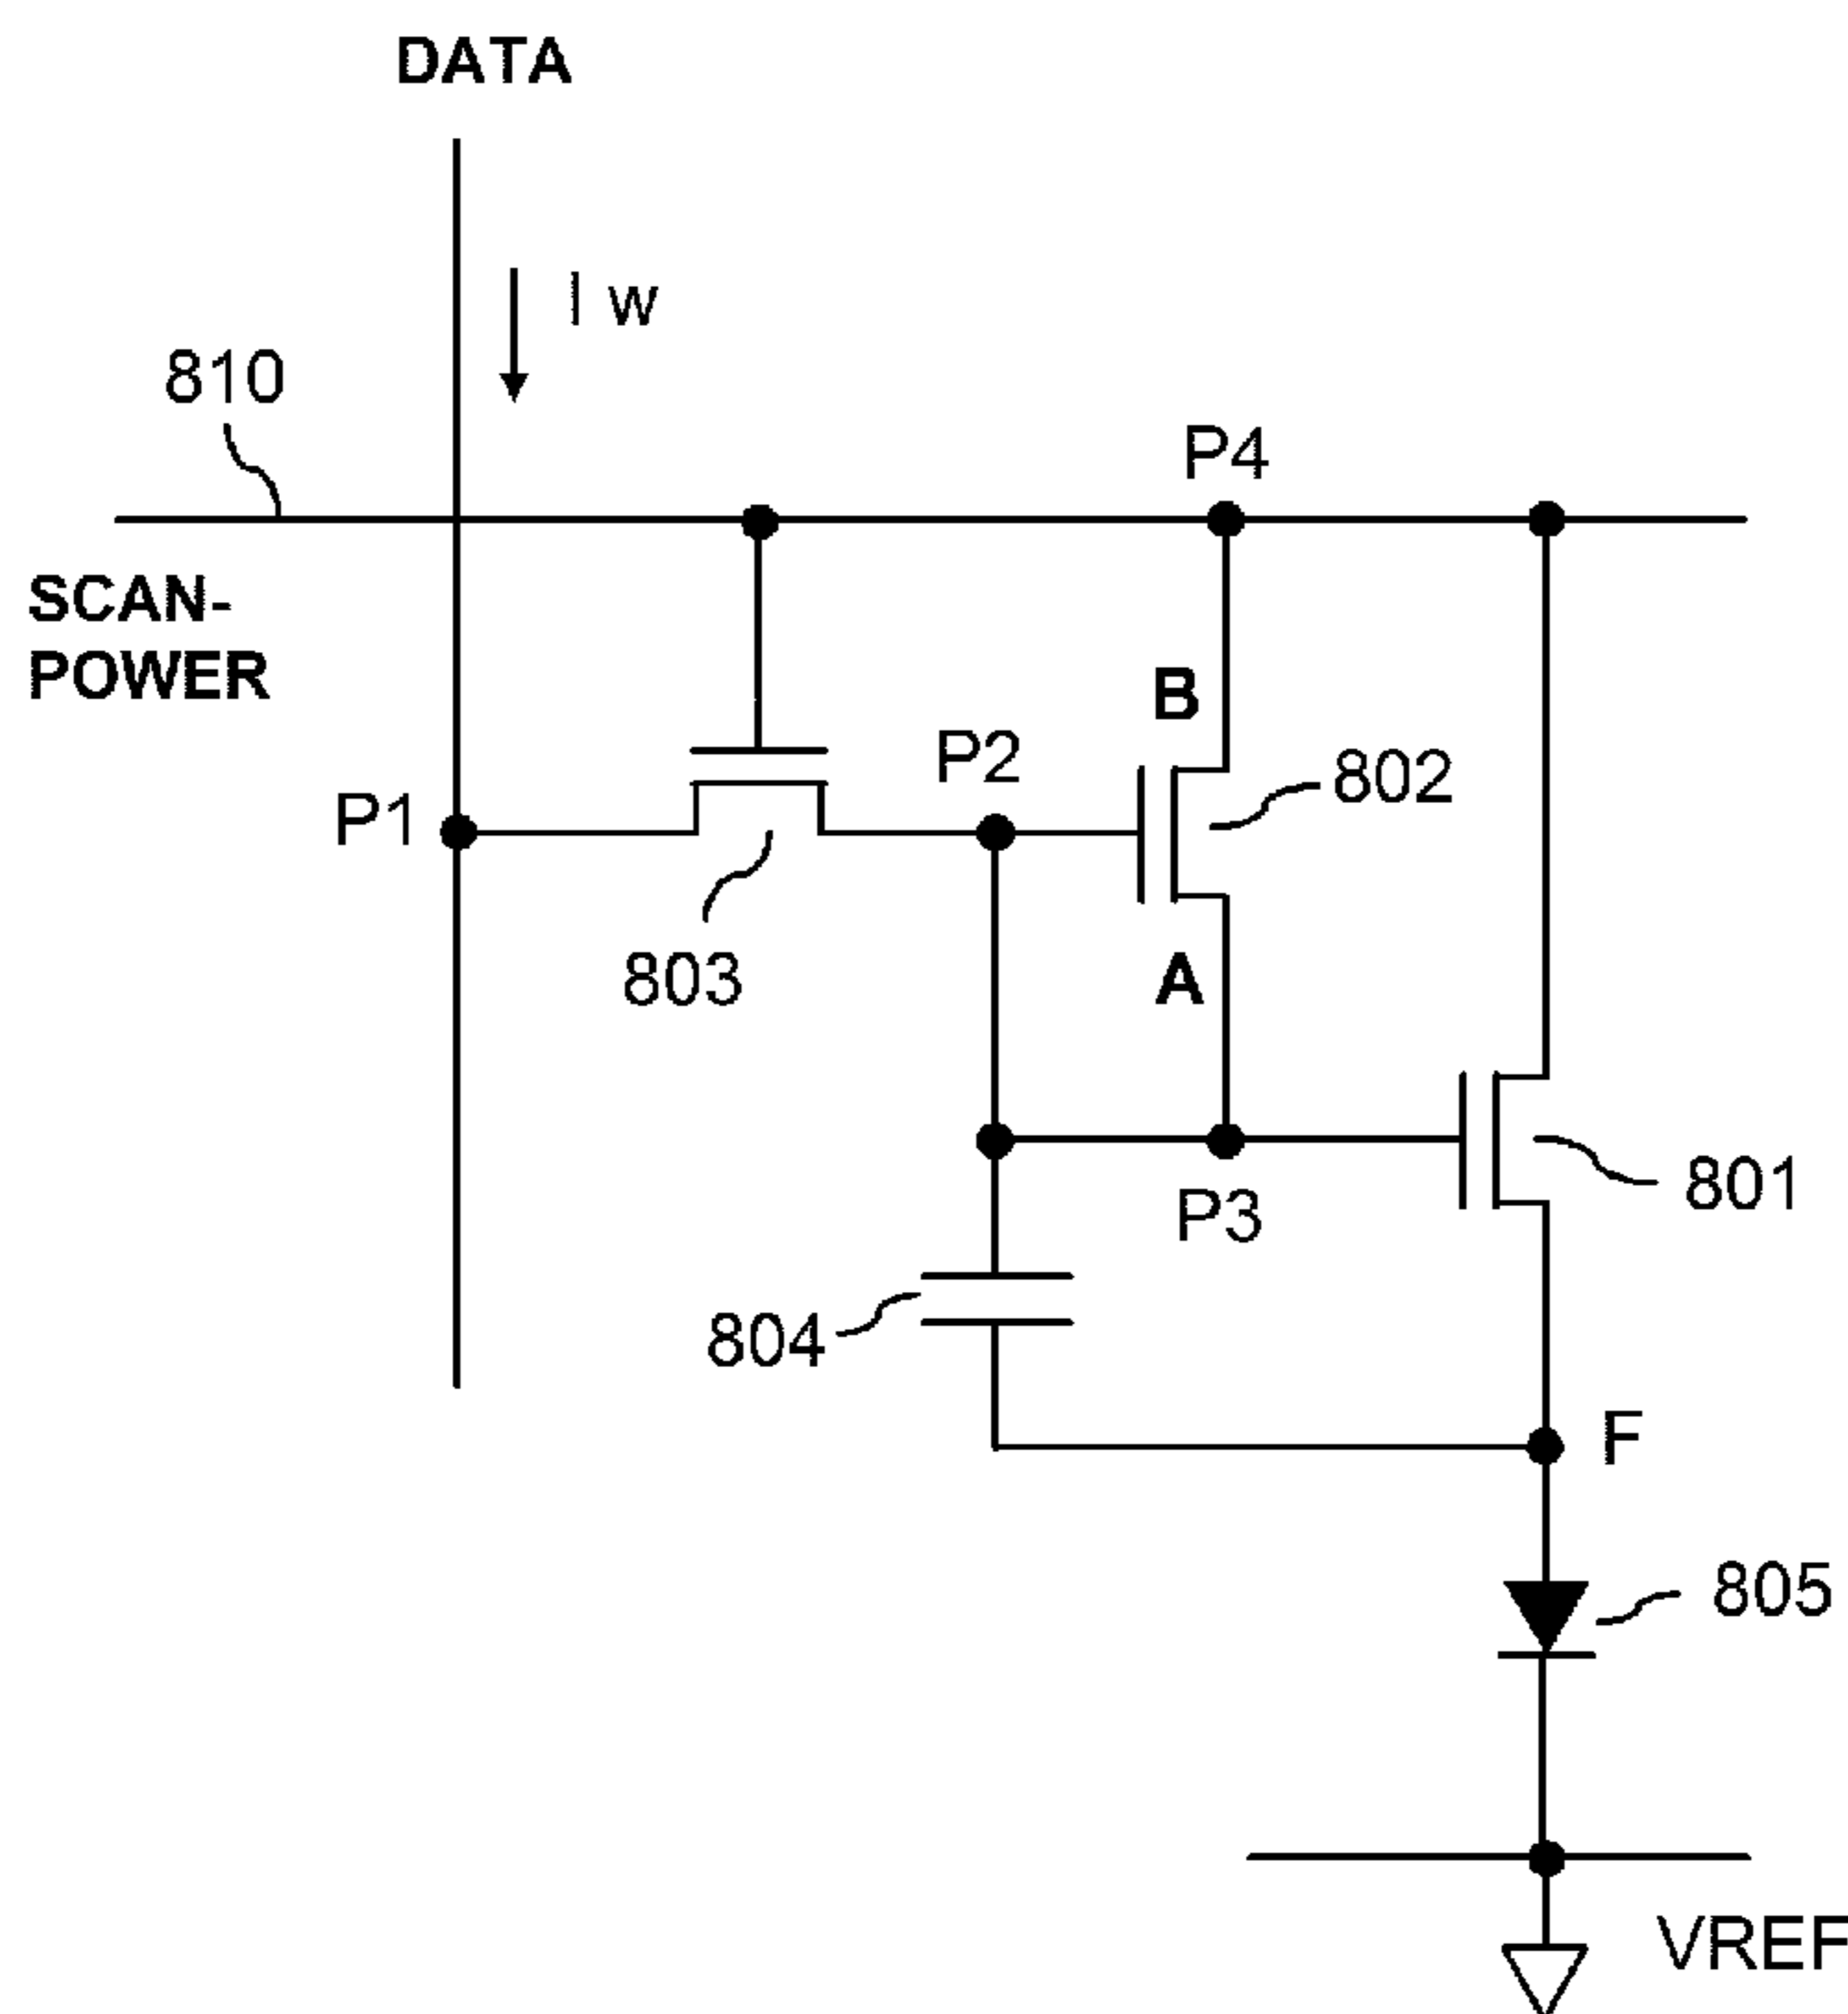 DATA
I w
810
P4
SCAN-
POWER
B
P2
802
P1
A
803
801
P3
804
F
805
VREF